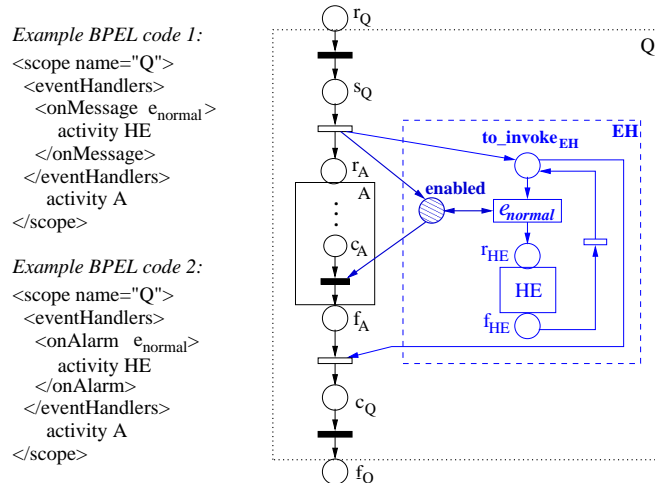 Example BPEL code 1:
<scope name="Q">
<eventHandlers>
<onMessage e_normal>
activity HE
</onMessage>
</eventHandlers>
activity A
</scope>
Example BPEL code 2:
<scope name="Q">
<eventHandlers>
<onAlarm e_normal>
activity HE
</onAlarm>
</eventHandlers>
activity A
</scope>
r_Q
Q
s_Q
EH
to_invoke_EH
r_A
A
enabled
e_normal
c_A
r_HE
HE
f_HE
f_A
c_Q
f_Q